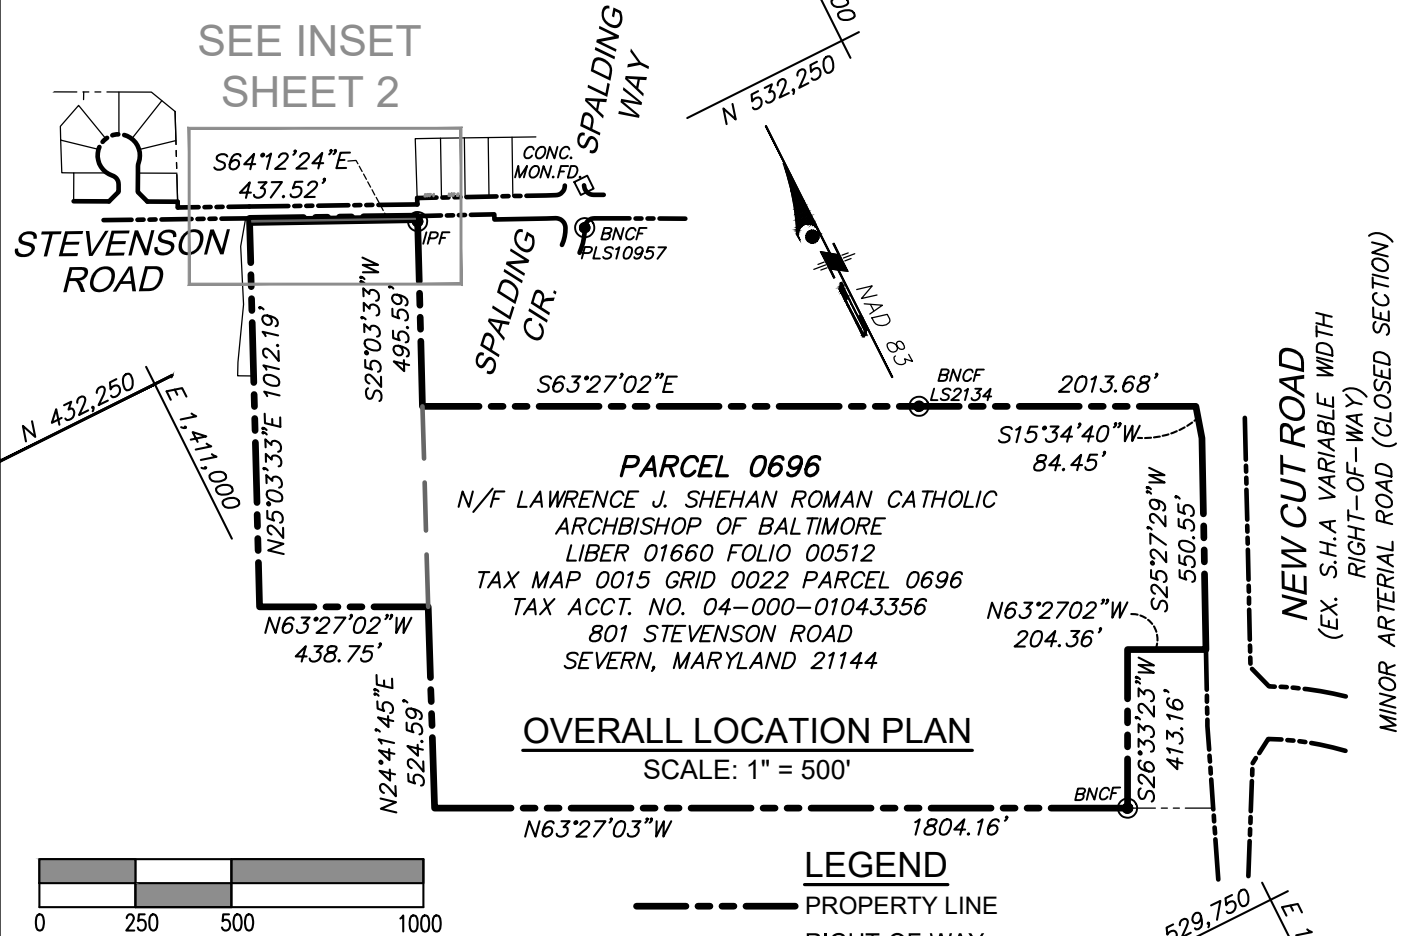 SEE INSET
SHEET 2
SPALDING
WAY
00
N 532,250
CONC.
MON.FD.
S64°12'24"E
437.52'
STEVENSON
ROAD
IPF
BNCF
PLS10957
SPALDING
CIR.
NAD 83
S25°03'33"W
495.59'
N25°03'33"E 1012.19'
N 432,250
E 1,411,000
S63°27'02"E
BNCF
LS2134
2013.68'
S15°34'40"W
84.45'
NEW CUT ROAD
(EX. S.H.A VARIABLE WIDTH
RIGHT-OF-WAY)
MINOR ARTERIAL ROAD (CLOSED SECTION)
PARCEL 0696
N/F LAWRENCE J. SHEHAN ROMAN CATHOLIC
ARCHBISHOP OF BALTIMORE
LIBER 01660 FOLIO 00512
TAX MAP 0015 GRID 0022 PARCEL 0696
TAX ACCT. NO. 04-000-01043356
801 STEVENSON ROAD
SEVERN, MARYLAND 21144
S25°27'29"W
550.55'
N63°2702"W
204.36'
N63°27'02"W
438.75'
N24°41'45"E
524.59'
S26°33'23"W
413.16'
OVERALL LOCATION PLAN
SCALE: 1" = 500'
BNCF
N63°27'03"W
1804.16'
LEGEND
PROPERTY LINE
0 250 500 1000
529,750
E 1